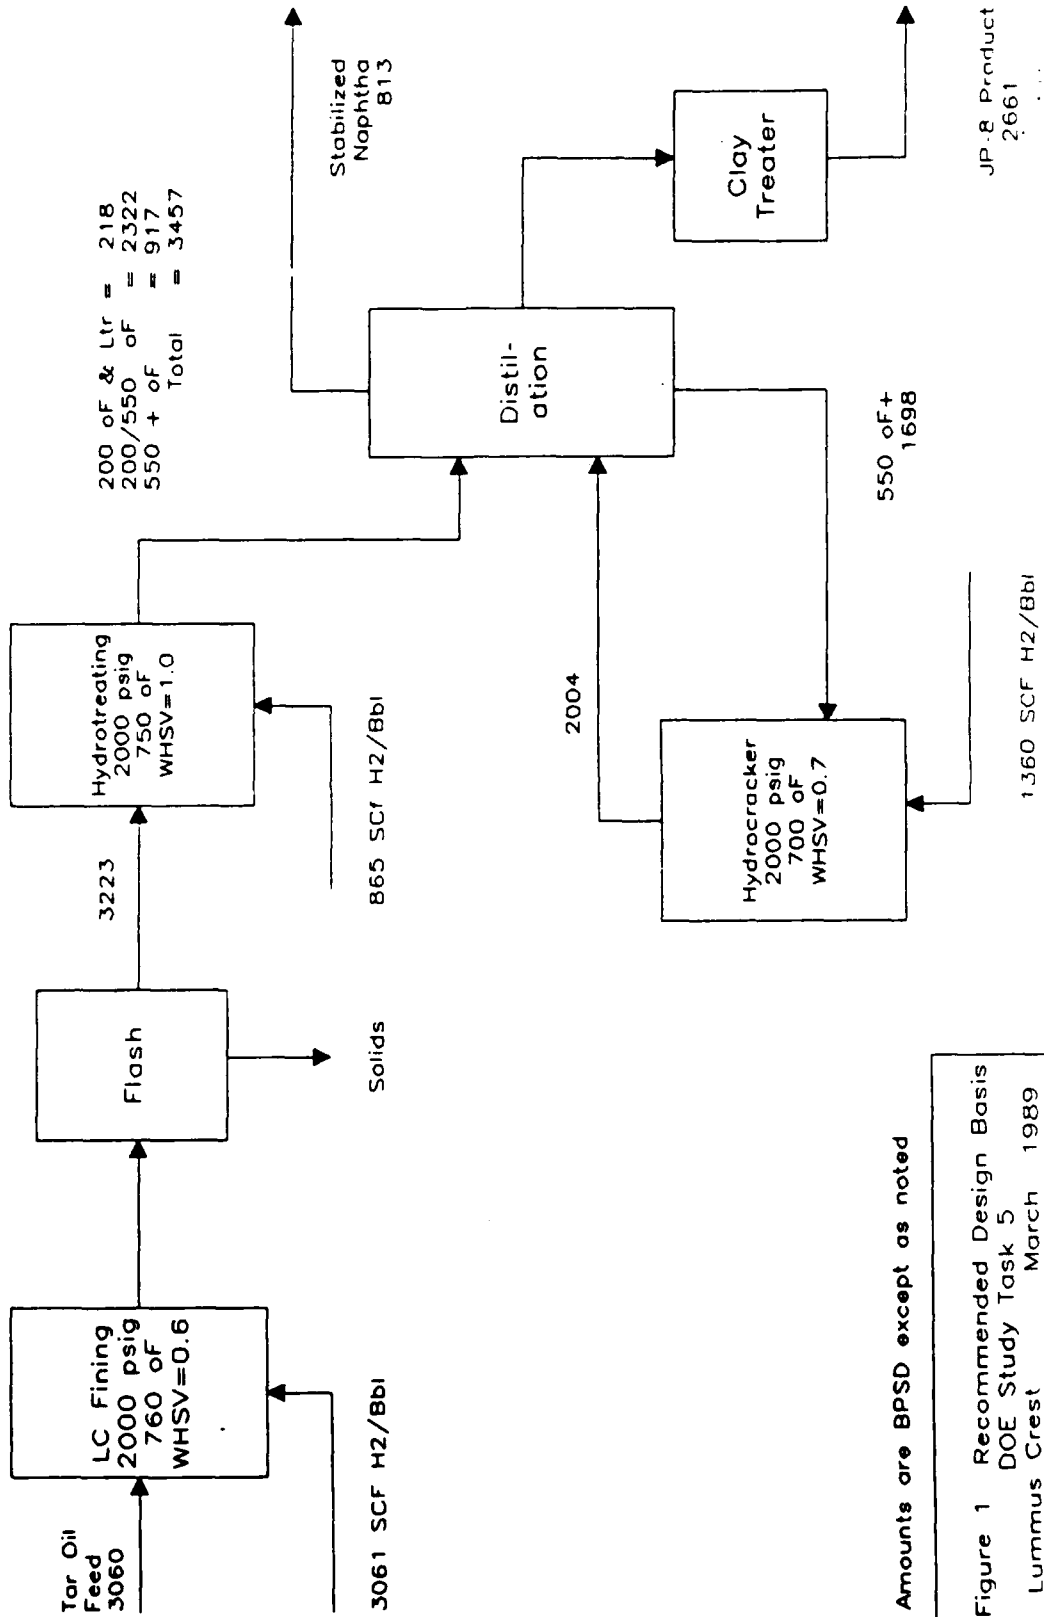 Tar Oil
Feed
3060
LC Fining
2000 psig
760 oF
WHSV=0.6
3061 SCF H2/Bbl
Flash
Solids
3223
Hydrotreating
2000 psig
750 oF
WHSV=1.0
865 SCf H2/Bbl
200 oF & Ltr = 218
200/550 oF = 2322
550 + oF = 917
Total = 3457
Distil-
ation
Stabilized
Naphtha
813
Clay
Treater
JP-8 Product
2661
550 oF+
1698
2004
Hydrocracker
2000 psig
700 oF
WHSV=0.7
1360 SCF H2/Bbl
Amounts are BPSD except as noted
Figure 1 Recommended Design Basis
DOE Study Task 5
Lummus Crest March 1989